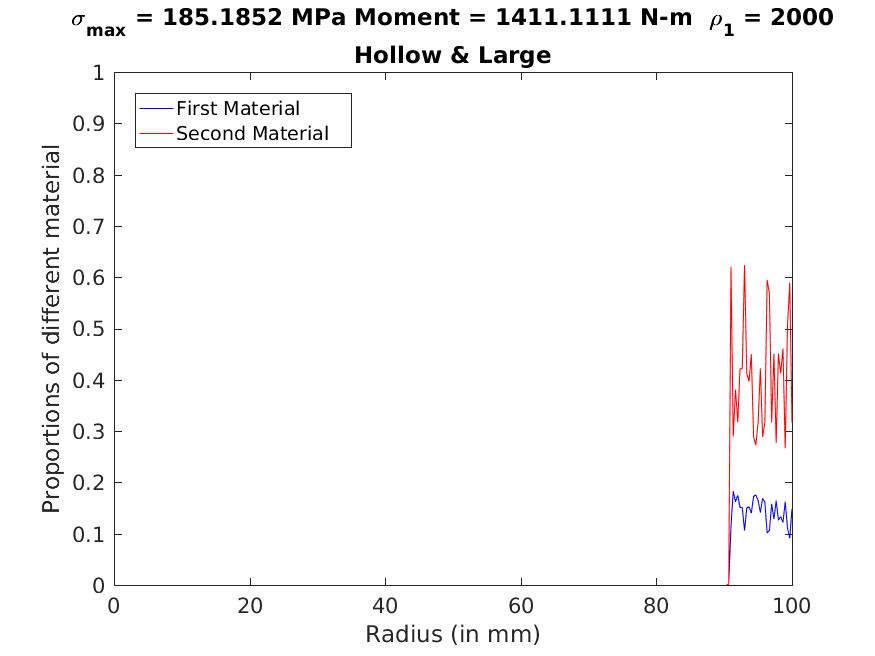 σmax = 185.1852 MPa Moment = 1411.1111 N-m ρ1 = 2000
Hollow & Large
1
0.9
0.8
0.7
0.6
0.5
0.4
0.3
0.2
0.1
0
Proportions of different material
First Material
Second Material
0 20 40 60 80 100
Radius (in mm)